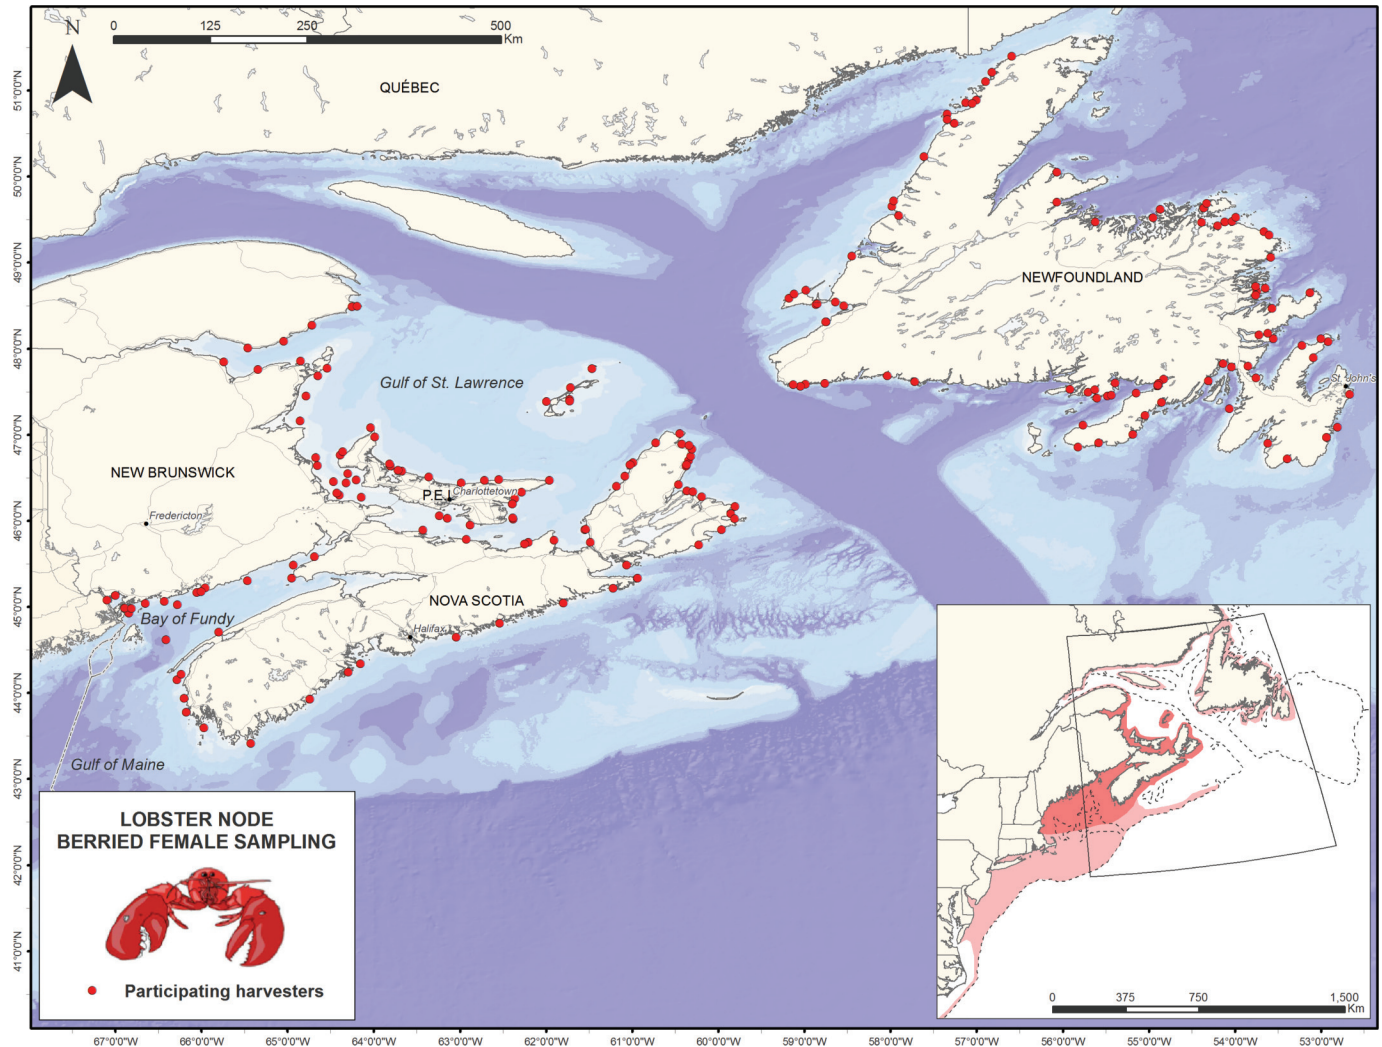 N
0 125 250 500
Km
QUÉBEC
NEWFOUNDLAND
St. John's
Gulf of St. Lawrence
NEW BRUNSWICK
P.E.I.
Charlottetown
Fredericton
NOVA SCOTIA
Halifax
Bay of Fundy
Gulf of Maine
LOBSTER NODE
BERRIED FEMALE SAMPLING
Participating harvesters
0 375 750 1,500
Km
51°0'0"N
50°0'0"N
49°0'0"N
48°0'0"N
47°0'0"N
46°0'0"N
45°0'0"N
44°0'0"N
43°0'0"N
42°0'0"N
41°0'0"N
67°0'0"W 66°0'0"W 65°0'0"W 64°0'0"W 63°0'0"W 62°0'0"W 61°0'0"W 60°0'0"W 59°0'0"W 58°0'0"W 57°0'0"W 56°0'0"W 55°0'0"W 54°0'0"W 53°0'0"W